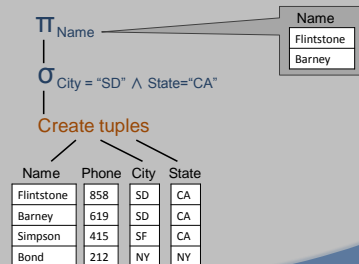 π Name
Name
Flintstone
Barney
σ City = "SD" ∧ State="CA"
Create tuples
Name Phone City State
Flintstone 858 SD CA
Barney 619 SD CA
Simpson 415 SF CA
Bond 212 NY NY